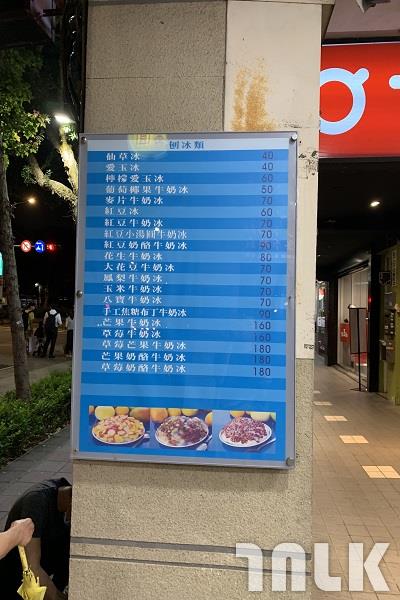 刨冰類
仙草冰 40
愛玉冰 40
檸檬愛玉冰 60
葡萄椰果牛奶冰 50
麥片牛奶冰 70
紅豆冰 60
紅豆牛奶冰 70
紅豆小湯圓牛奶冰 70
紅豆奶酪牛奶冰 90
花生牛奶冰 80
大花豆牛奶冰 70
鳳梨牛奶冰 70
玉米牛奶冰 70
八寶牛奶冰 70
手工焦糖布丁牛奶冰 90
芒果牛奶冰 160
草莓牛奶冰 160
草莓芒果牛奶冰 180
芒果奶酪牛奶冰 180
草莓奶酪牛奶冰 180
TALK